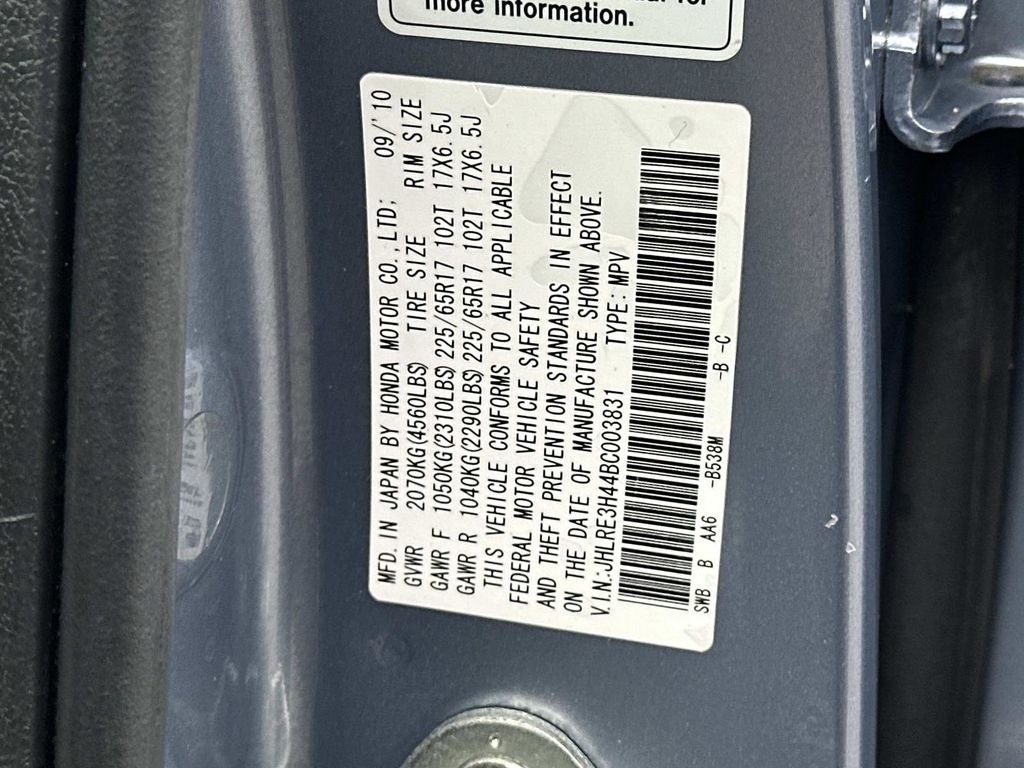 more information.
MFD. IN JAPAN BY HONDA MOTOR CO., LTD; 09/'10
GVWR 2070KG(4560LBS) TIRE SIZE RIM SIZE
GAWR F 1050KG(2310LBS) 225/65R17 102T 17X6.5J
GAWR R 1040KG(2290LBS) 225/65R17 102T 17X6.5J
THIS VEHICLE CONFORMS TO ALL APPLICABLE
FEDERAL MOTOR VEHICLE SAFETY
AND THEFT PREVENTION STANDARDS IN EFFECT
ON THE DATE OF MANUFACTURE SHOWN ABOVE.
V.I.N.:JHLRE3H44BC003831 TYPE: MPV
SWB B AA6 -B538M -B -C